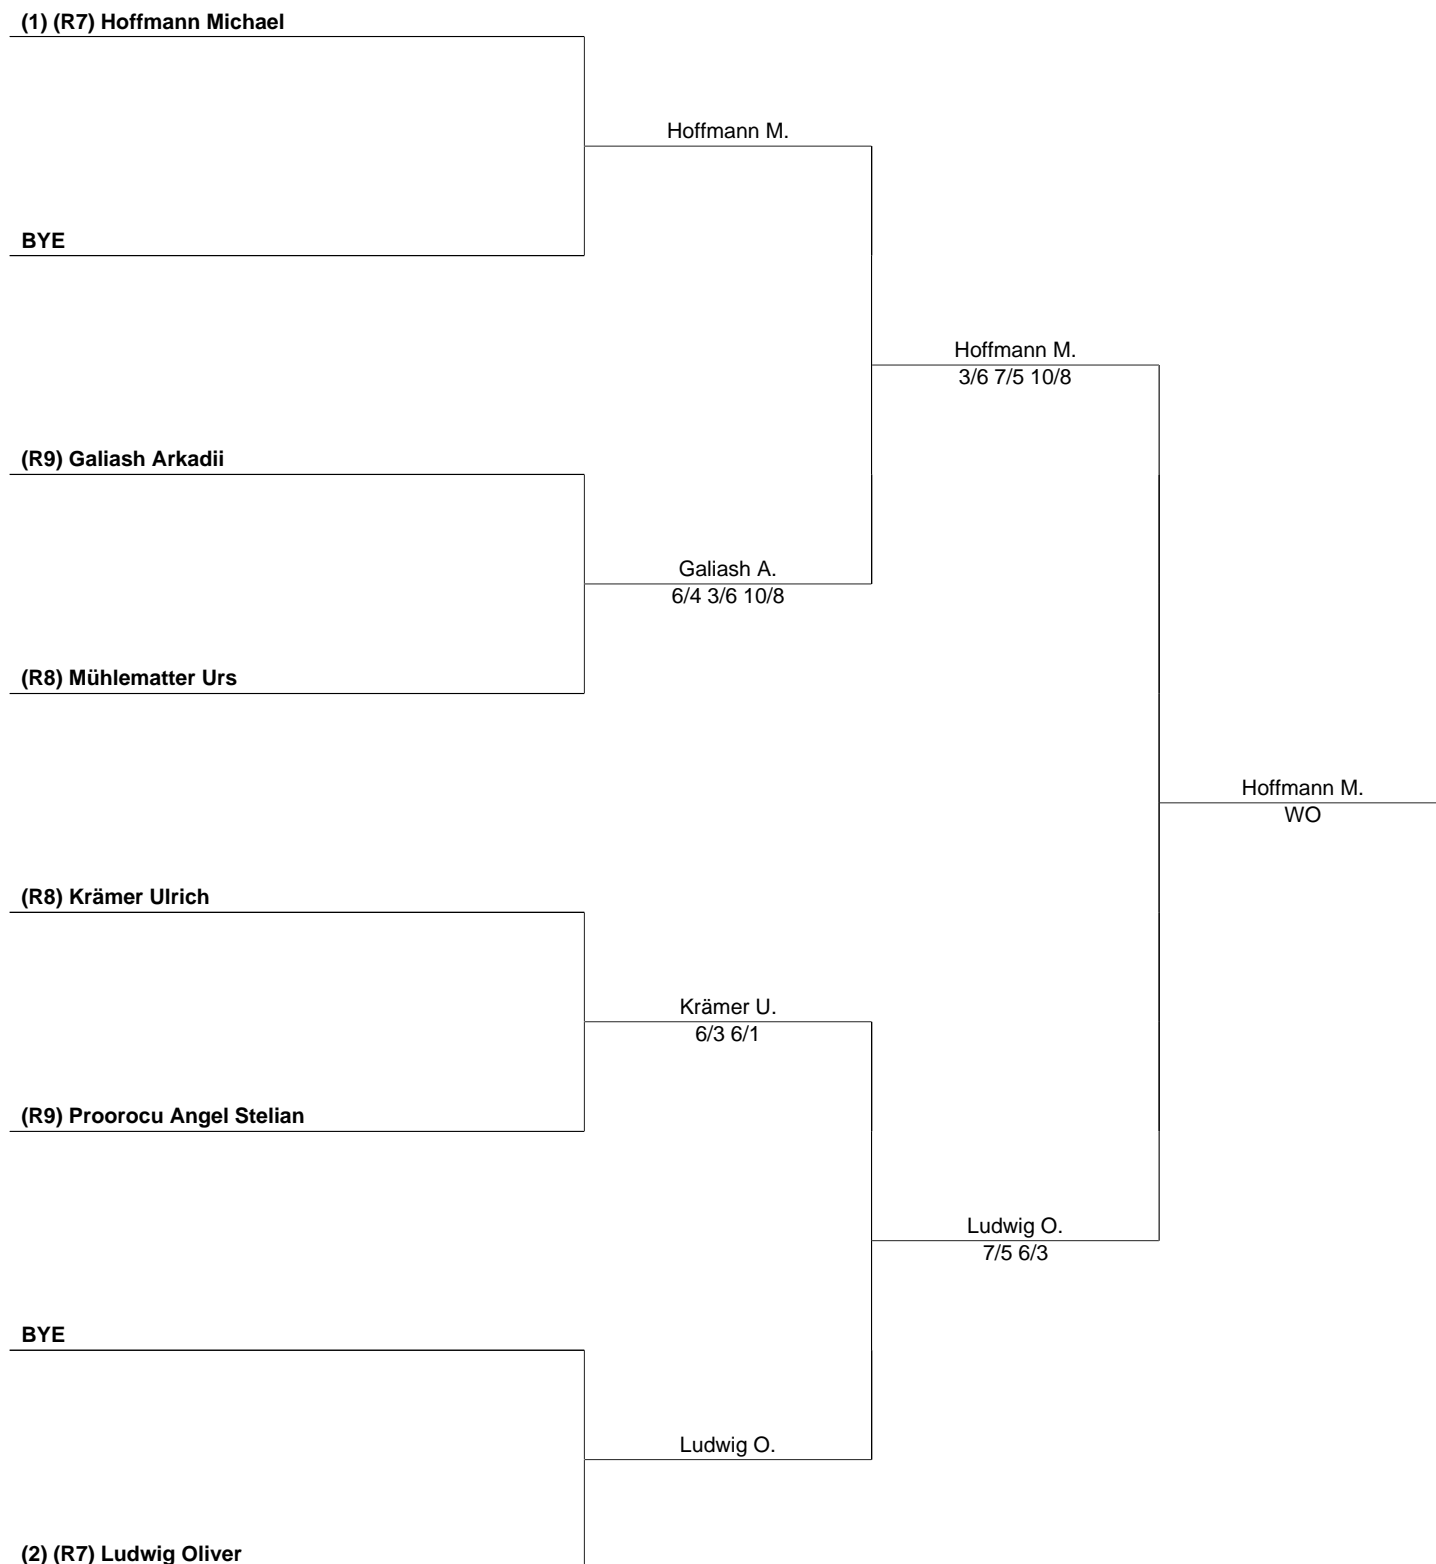 (1) (R7) Hoffmann Michael
Hoffmann M.
BYE
Hoffmann M.
3/6 7/5 10/8
(R9) Galiash Arkadii
Galiash A.
6/4 3/6 10/8
(R8) Mühlematter Urs
Hoffmann M.
WO
(R8) Krämer Ulrich
Krämer U.
6/3 6/1
(R9) Proorocu Angel Stelian
Ludwig O.
7/5 6/3
BYE
Ludwig O.
(2) (R7) Ludwig Oliver